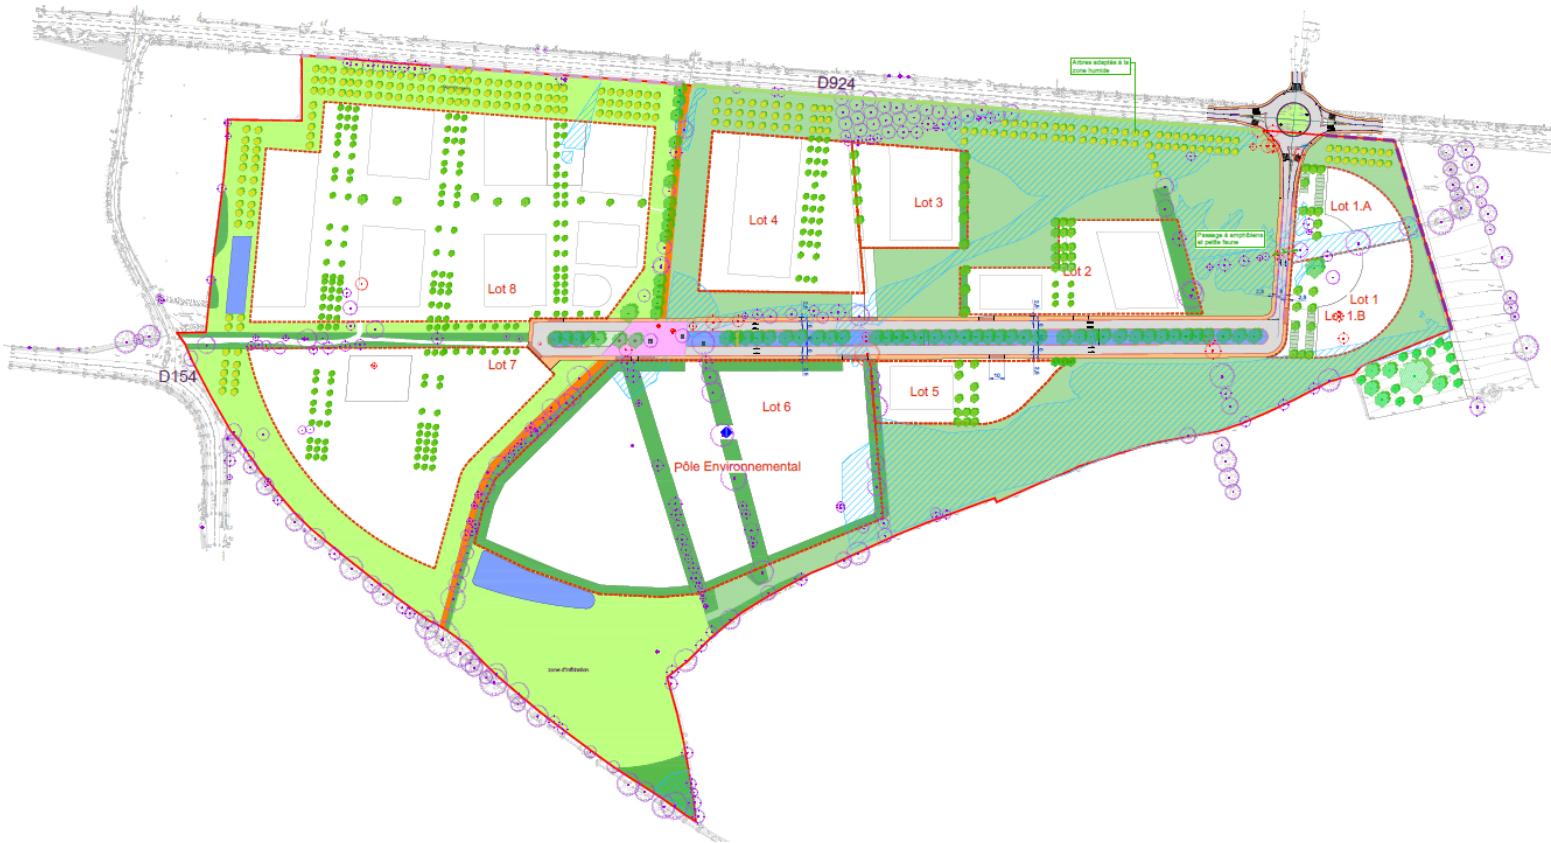 D924
Arbres adaptés à la
zone humide
Lot 1.A
Lot 3
Lot 4
Passage à amphibiens
et petite faune
Lot 2
Lot 8
Lot 1
Lot 1.B
D154
Lot 7
Lot 5
Lot 6
Pôle Environnemental
zone d'infiltration